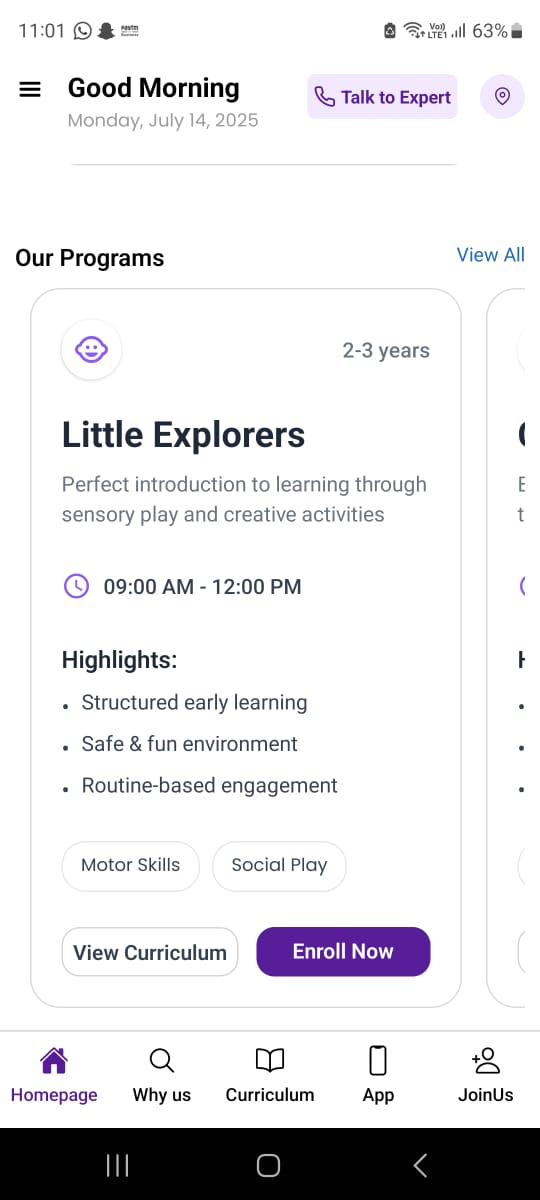 11:01
Vo)) LTE1 63%
Good Morning
Monday, July 14, 2025
Talk to Expert
Our Programs
View All
2-3 years
Little Explorers
Perfect introduction to learning through
sensory play and creative activities
09:00 AM - 12:00 PM
Highlights:
• Structured early learning
• Safe & fun environment
• Routine-based engagement
Motor Skills
Social Play
View Curriculum
Enroll Now
Homepage
Why us
Curriculum
App
JoinUs